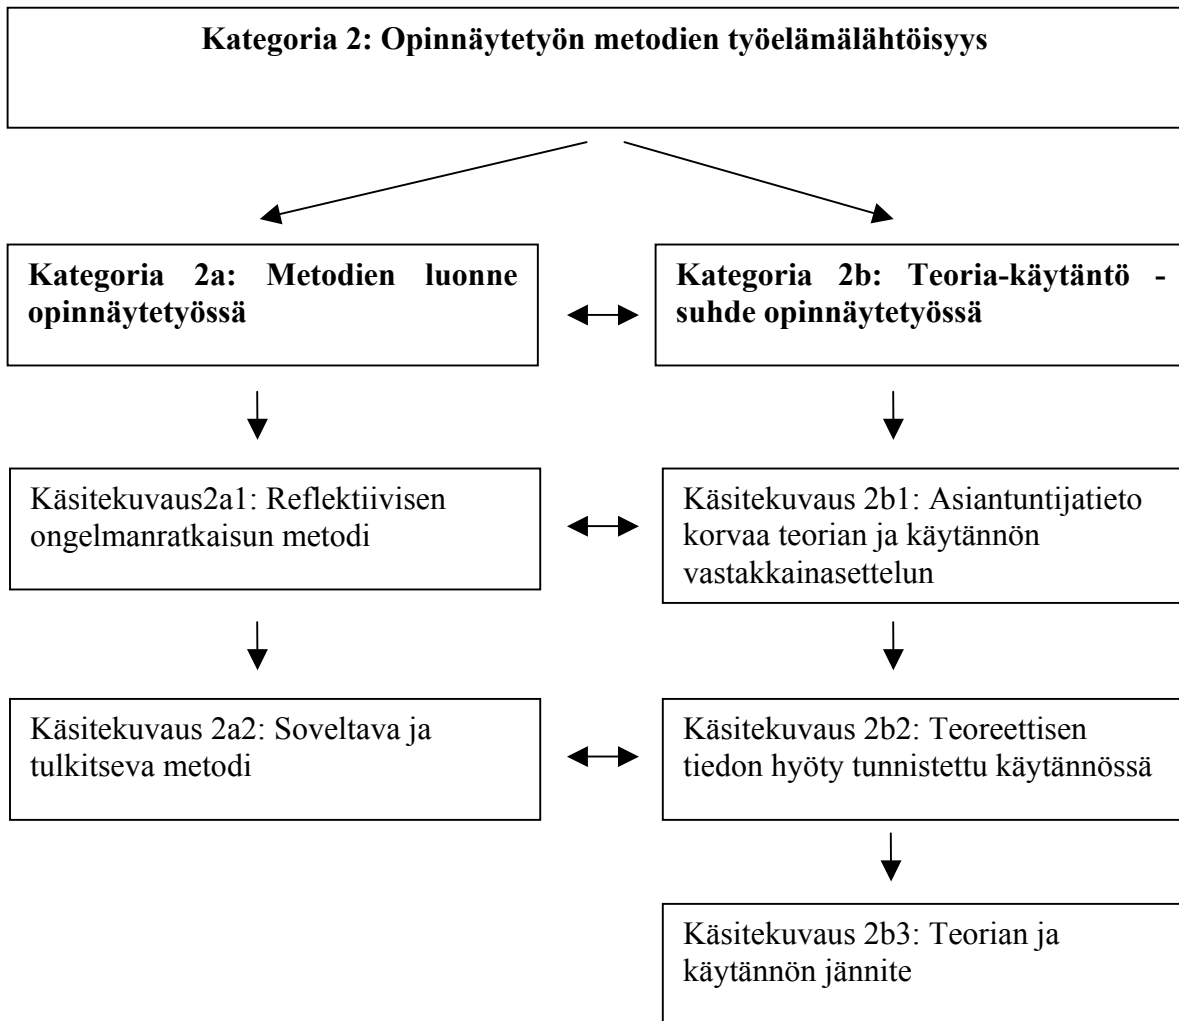 Kategoria 2: Opinnäytetyön metodien työelämälähtöisyys
Kategoria 2a: Metodien luonne
opinnäytetyössä
Kategoria 2b: Teoria-käytäntö -
suhde opinnäytetyössä
Käsitekuvaus2a1: Reflektiivisen
ongelmanratkaisun metodi
Käsitekuvaus 2b1: Asiantuntijatieto
korvaa teorian ja käytännön
vastakkainasettelun
Käsitekuvaus 2a2: Soveltava ja
tulkitseva metodi
Käsitekuvaus 2b2: Teoreettisen
tiedon hyöty tunnistettu käytännössä
Käsitekuvaus 2b3: Teorian ja
käytännön jännite